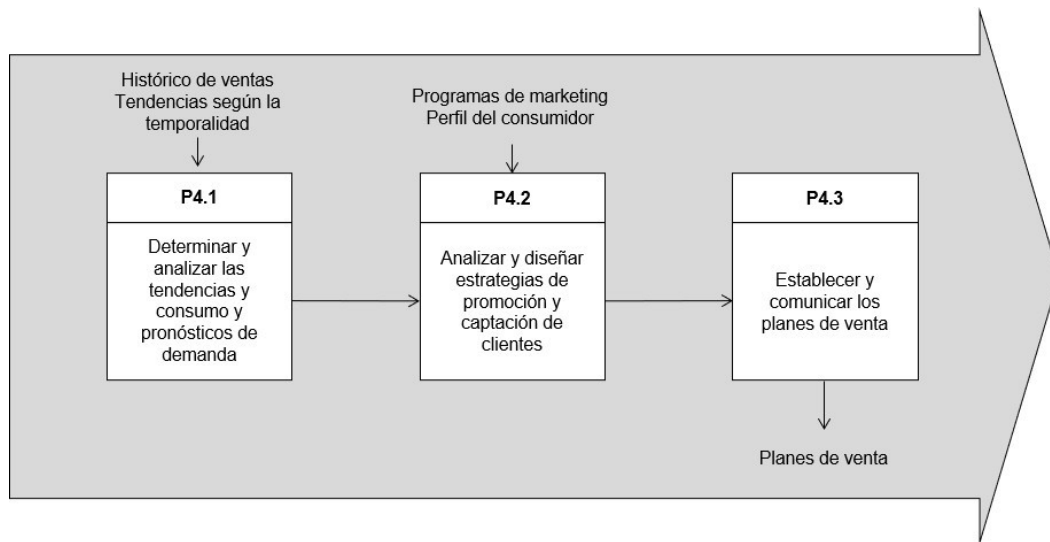 Histórico de ventas
Tendencias según la
temporalidad
Programas de marketing
Perfil del consumidor
P4.1
Determinar y
analizar las
tendencias y
consumo y
pronósticos de
demanda
P4.2
Analizar y diseñar
estrategias de
promoción y
captación de
clientes
P4.3
Establecer y
comunicar los
planes de venta
Planes de venta